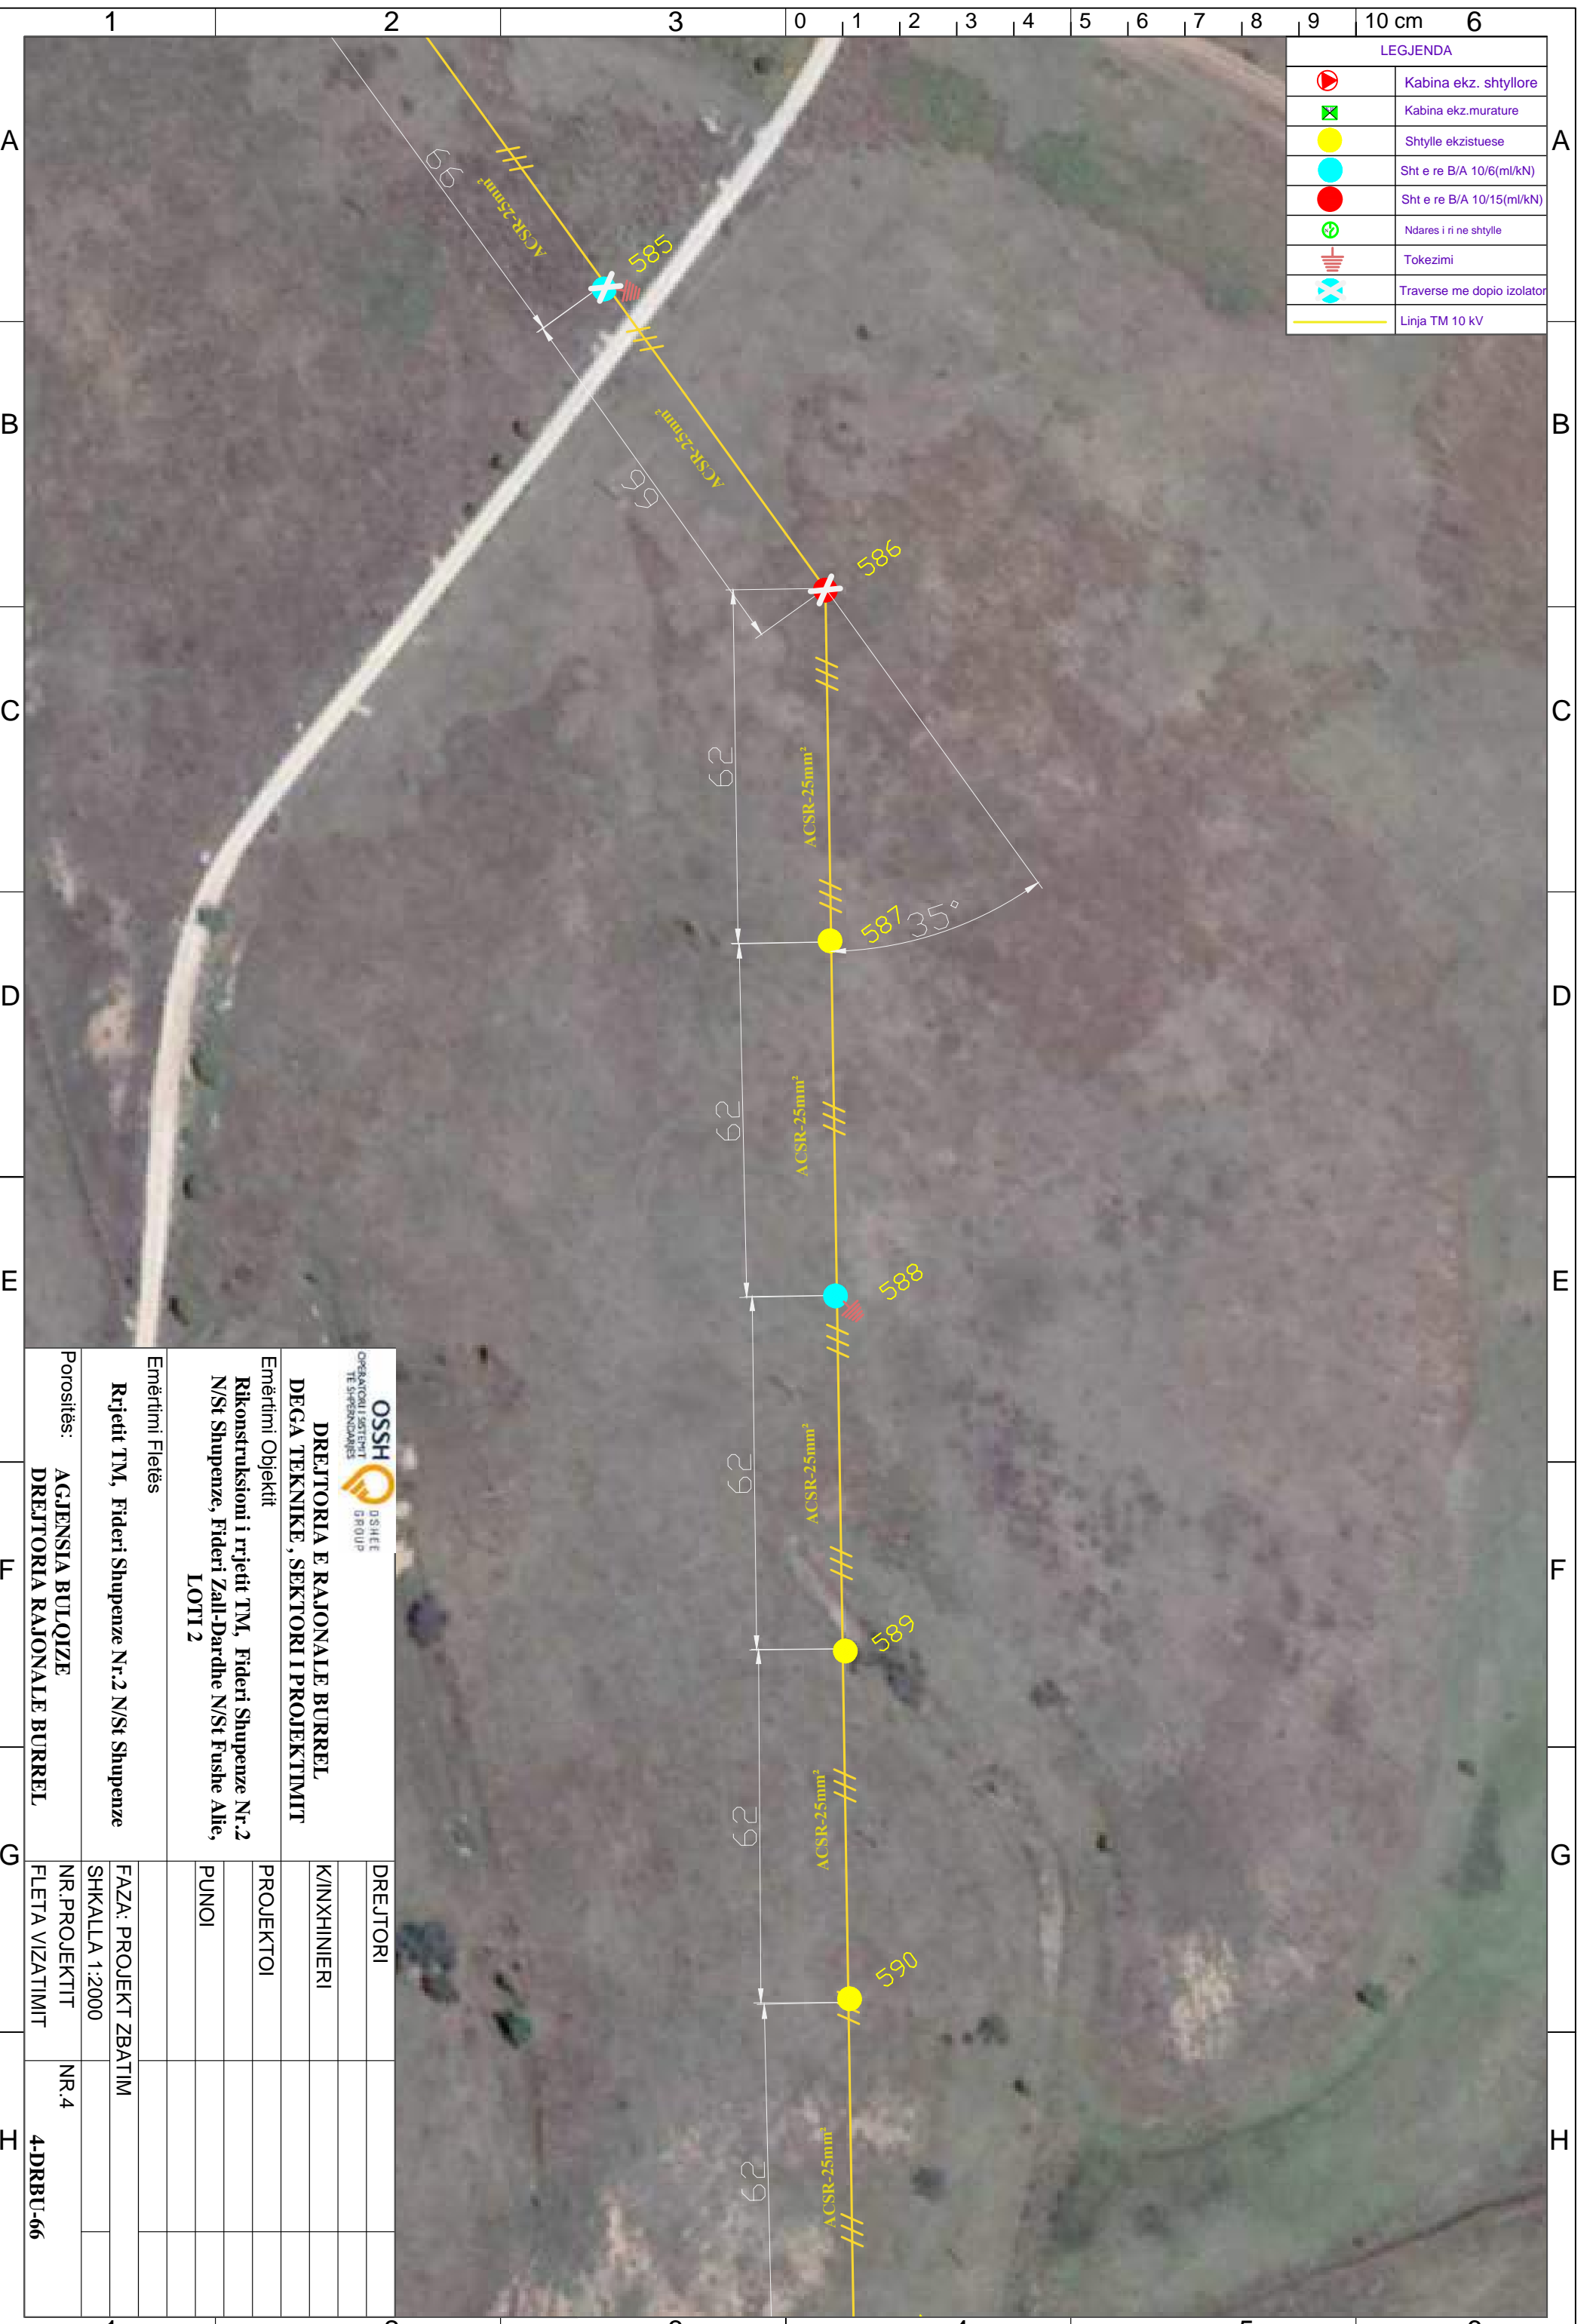 1 2 3 0 1 2 3 4 5 6 7 8 9 10 cm 6
LEGJENDA
Kabina ekz. shtyllore
Kabina ekz.murature
Shtylle ekzistuese
Sht e re B/A 10/6(ml/kN)
Sht e re B/A 10/15(ml/kN)
Ndares i ri ne shtylle
Tokezimi
Traverse me dopio izolator
Linja TM 10 kV
A A
66
ACSR-25mm²
585
B B
ACSR-25mm²
66
586
C C
62
ACSR-25mm²
587
35°
D D
62
ACSR-25mm²
E E
588
62
ACSR-25mm²
F F
589
62
ACSR-25mm²
G G
590
62
ACSR-25mm²
H H
OSSH
OPERATORI I SISTEMIT
TË SHPËRNDARJES
OSHEE
GROUP
DREJTORIA E RAJONALE BURREL
DEGA TEKNIKE , SEKTORI I PROJEKTIMIT
Emërtimi Objektit
Rikonstruksioni i rrjetit TM, Fideri Shupenze Nr.2
N/St Shupenze, Fideri Zall-Dardhe N/St Fushe Alie,
LOTI 2
Emërtimi Fletës
Rrjetit TM, Fideri Shupenze Nr.2 N/St Shupenze
Porositës:
AGJENSIA BULQIZE
DREJTORIA RAJONALE BURREL
DREJTORI
K/INXHINIERI
PROJEKTOI
PUNOI
FAZA: PROJEKT ZBATIM
SHKALLA 1:2000
NR.PROJEKTIT NR.4
FLETA VIZATIMIT 4-DRBU-66